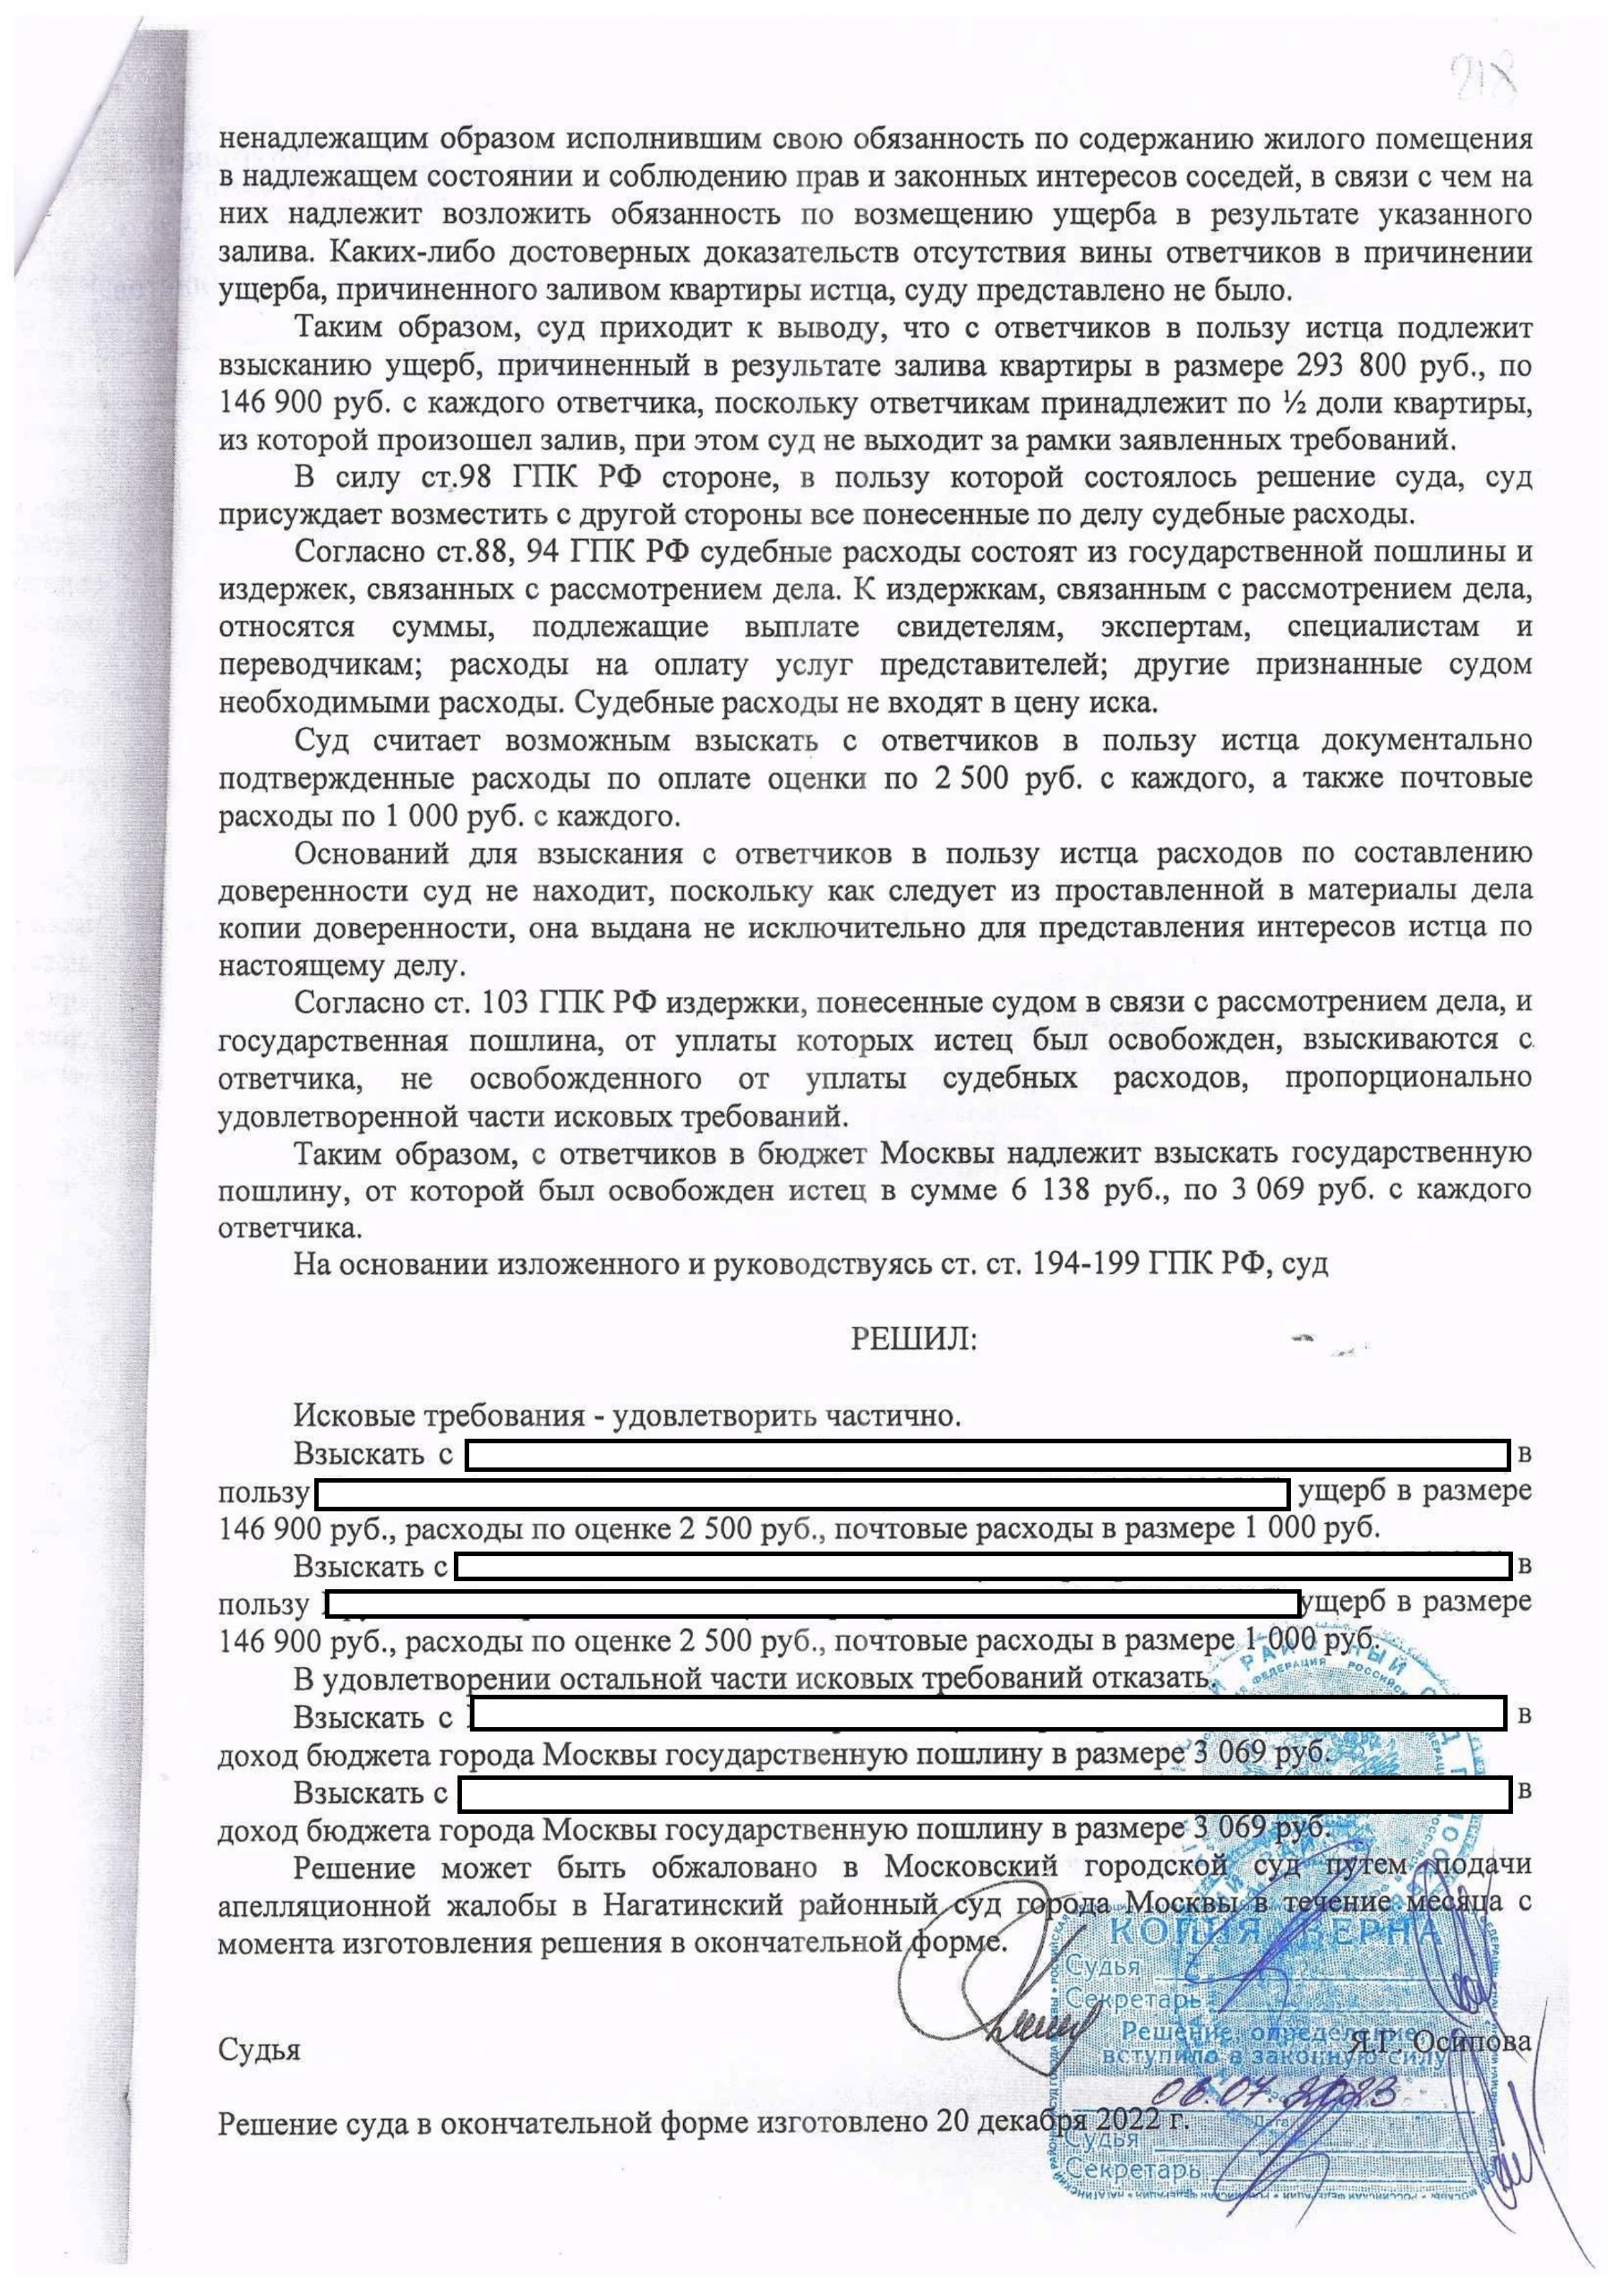 218
ненадлежащим образом исполнившим свою обязанность по содержанию жилого помещения
в надлежащем состоянии и соблюдению прав и законных интересов соседей, в связи с чем на
них надлежит возложить обязанность по возмещению ущерба в результате указанного
залива. Каких-либо достоверных доказательств отсутствия вины ответчиков в причинении
ущерба, причиненного заливом квартиры истца, суду представлено не было.
Таким образом, суд приходит к выводу, что с ответчиков в пользу истца подлежит
взысканию ущерб, причиненный в результате залива квартиры в размере 293 800 руб., по
146 900 руб. с каждого ответчика, поскольку ответчикам принадлежит по ½ доли квартиры,
из которой произошел залив, при этом суд не выходит за рамки заявленных требований.
В силу ст.98 ГПК РФ стороне, в пользу которой состоялось решение суда, суд
присуждает возместить с другой стороны все понесенные по делу судебные расходы.
Согласно ст.88, 94 ГПК РФ судебные расходы состоят из государственной пошлины и
издержек, связанных с рассмотрением дела. К издержкам, связанным с рассмотрением дела,
относятся суммы, подлежащие выплате свидетелям, экспертам, специалистам и
переводчикам; расходы на оплату услуг представителей; другие признанные судом
необходимыми расходы. Судебные расходы не входят в цену иска.
Суд считает возможным взыскать с ответчиков в пользу истца документально
подтвержденные расходы по оплате оценки по 2 500 руб. с каждого, а также почтовые
расходы по 1 000 руб. с каждого.
Оснований для взыскания с ответчиков в пользу истца расходов по составлению
доверенности суд не находит, поскольку как следует из проставленной в материалы дела
копии доверенности, она выдана не исключительно для представления интересов истца по
настоящему делу.
Согласно ст. 103 ГПК РФ издержки, понесенные судом в связи с рассмотрением дела, и
государственная пошлина, от уплаты которых истец был освобожден, взыскиваются с
ответчика, не освобожденного от уплаты судебных расходов, пропорционально
удовлетворенной части исковых требований.
Таким образом, с ответчиков в бюджет Москвы надлежит взыскать государственную
пошлину, от которой был освобожден истец в сумме 6 138 руб., по 3 069 руб. с каждого
ответчика.
На основании изложенного и руководствуясь ст. ст. 194-199 ГПК РФ, суд
РЕШИЛ:
Исковые требования - удовлетворить частично.
Взыскать с в
пользу ущерб в размере
146 900 руб., расходы по оценке 2 500 руб., почтовые расходы в размере 1 000 руб.
Взыскать с в
пользу ущерб в размере
146 900 руб., расходы по оценке 2 500 руб., почтовые расходы в размере 1 000 руб.
В удовлетворении остальной части исковых требований отказать.
Взыскать с в
доход бюджета города Москвы государственную пошлину в размере 3 069 руб.
Взыскать с в
доход бюджета города Москвы государственную пошлину в размере 3 069 руб.
Решение может быть обжаловано в Московский городской суд путем подачи
апелляционной жалобы в Нагатинский районный суд города Москвы в течение месяца с
момента изготовления решения в окончательной форме.
КОПИЯ ВЕРНА
Судья
Секретарь
Решение, определение
вступило в законную силу
Судья Я.Г. Осипова
06.07.2023
Дата
Решение суда в окончательной форме изготовлено 20 декабря 2022 г.
Судья
Секретарь